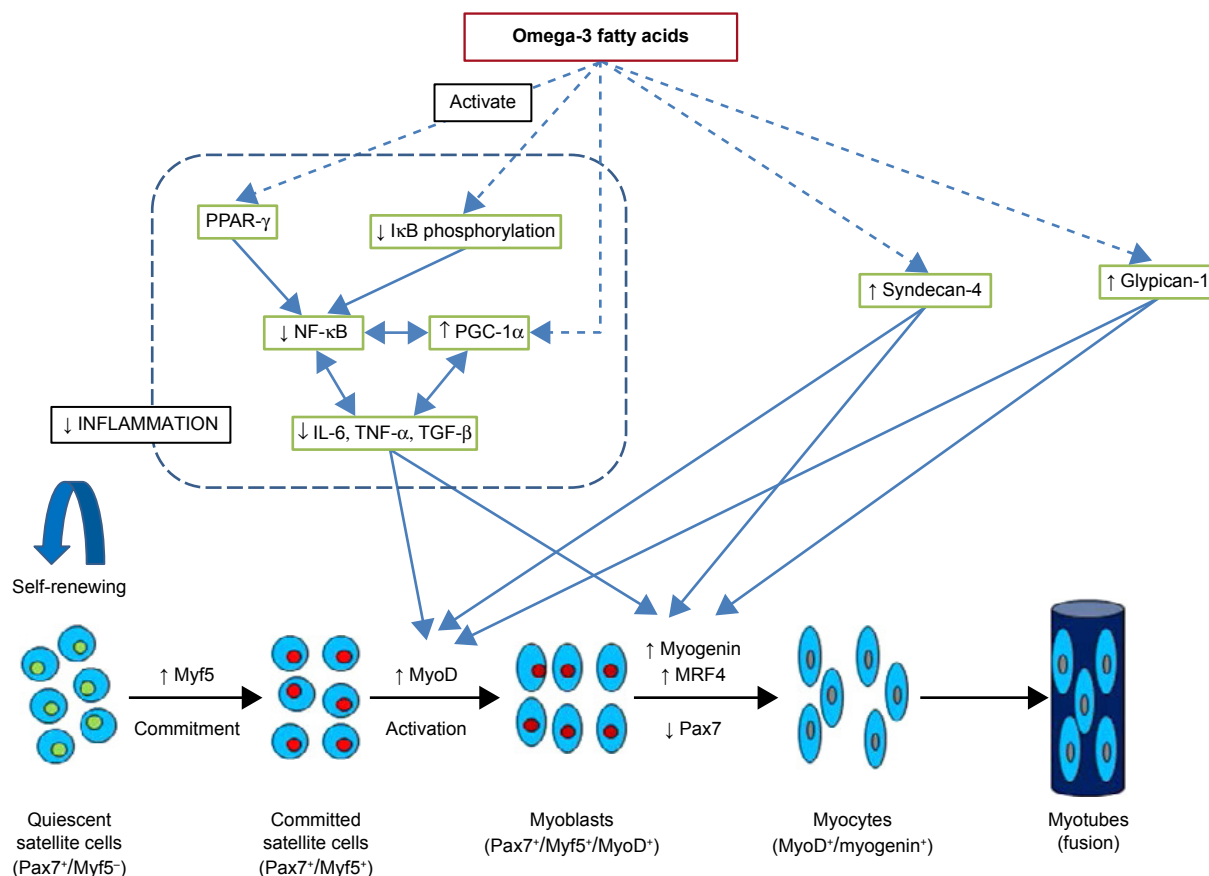 Omega-3 fatty acids
Activate
PPAR-γ
↓ IκB phosphorylation
↑ Syndecan-4
↑ Glypican-1
↓ NF-κB
↑ PGC-1α
↓ INFLAMMATION
↓ IL-6, TNF-α, TGF-β
Self-renewing
↑ Myf5
Commitment
↑ MyoD
Activation
↑ Myogenin
↑ MRF4
↓ Pax7
Quiescent
satellite cells
(Pax7⁺/Myf5⁻)
Committed
satellite cells
(Pax7⁺/Myf5⁺)
Myoblasts
(Pax7⁺/Myf5⁺/MyoD⁺)
Myocytes
(MyoD⁺/myogenin⁺)
Myotubes
(fusion)